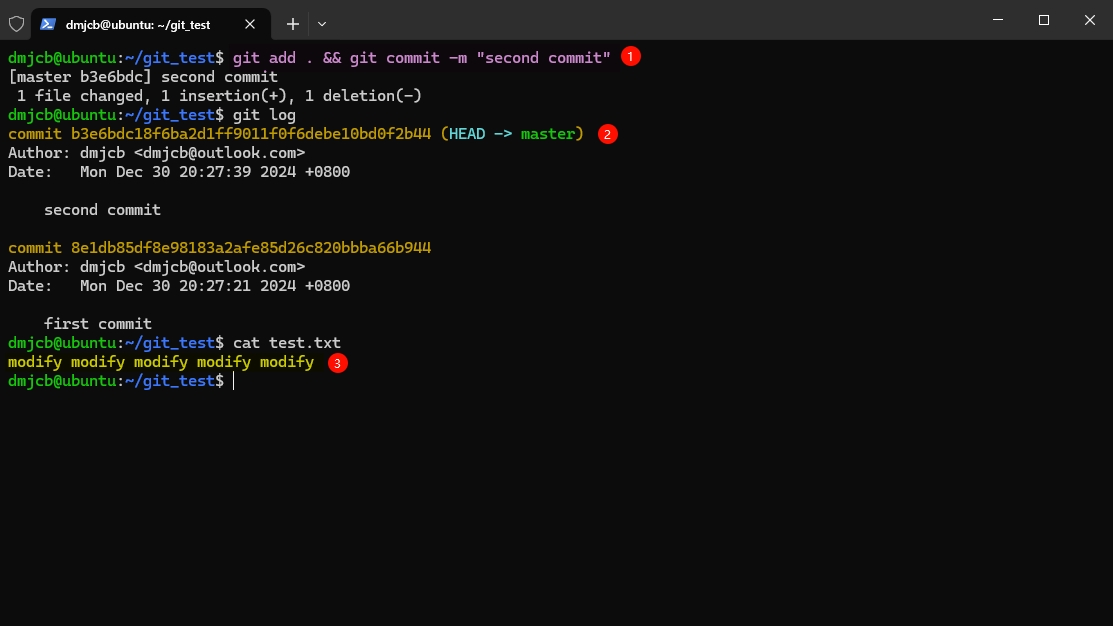 dmjcb@ubuntu: ~/git_test
dmjcb@ubuntu:~/git_test$ git add . && git commit -m "second commit" 1
[master b3e6bdc] second commit
 1 file changed, 1 insertion(+), 1 deletion(-)
dmjcb@ubuntu:~/git_test$ git log
commit b3e6bdc18f6ba2d1ff9011f0f6debe10bd0f2b44 (HEAD -> master) 2
Author: dmjcb <dmjcb@outlook.com>
Date:   Mon Dec 30 20:27:39 2024 +0800
    second commit
commit 8e1db85df8e98183a2afe85d26c820bbba66b944
Author: dmjcb <dmjcb@outlook.com>
Date:   Mon Dec 30 20:27:21 2024 +0800
    first commit
dmjcb@ubuntu:~/git_test$ cat test.txt
modify modify modify modify modify 3
dmjcb@ubuntu:~/git_test$